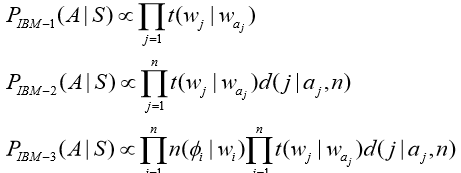 P_{IBM-1}(A|S) ∝ ∏_{j=1} t(w_j | w_{a_j})
P_{IBM-2}(A|S) ∝ ∏_{j=1}^{n} t(w_j | w_{a_j}) d(j | a_j, n)
P_{IBM-3}(A|S) ∝ ∏_{i=1}^{n} n(ϕ_i | w_i) ∏_{j=1}^{n} t(w_j | w_{a_j}) d(j | a_j, n)